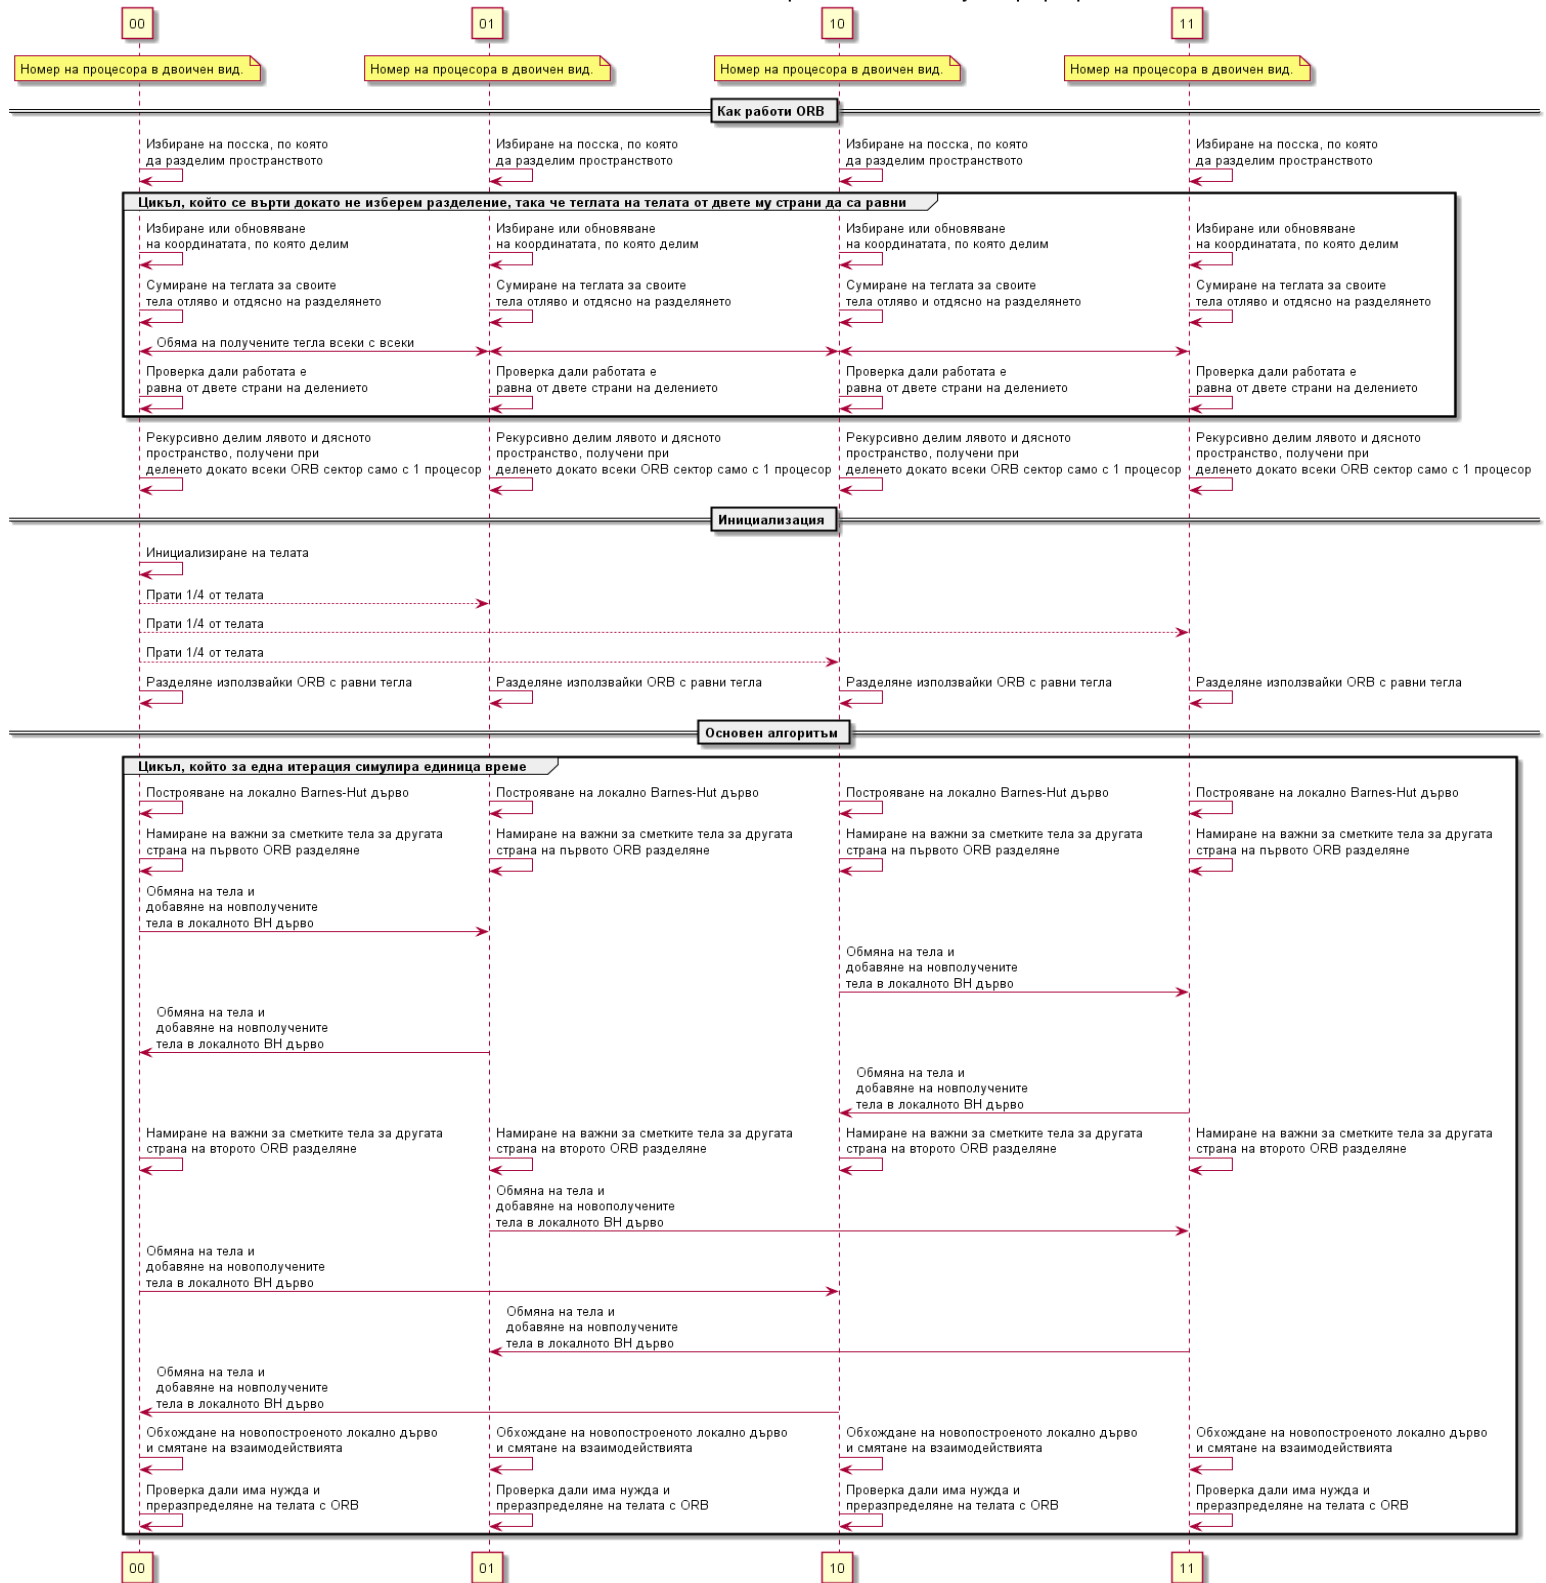 00 01 10 11
Номер на процесора в двоичен вид. Номер на процесора в двоичен вид. Номер на процесора в двоичен вид. Номер на процесора в двоичен вид.
Как работи ORB
Избиране на посска, по която Избиране на посска, по която Избиране на посска, по която Избиране на посска, по която
да разделим пространството да разделим пространството да разделим пространството да разделим пространството
Цикъл, който се върти докато не изберем разделение, така че теглата на телата от двете му страни да са равни
Избиране или обновяване Избиране или обновяване Избиране или обновяване Избиране или обновяване
на координатата, по която делим на координатата, по която делим на координатата, по която делим на координатата, по която делим
Сумиране на теглата за своите Сумиране на теглата за своите Сумиране на теглата за своите Сумиране на теглата за своите
тела отляво и отдясно на разделянето тела отляво и отдясно на разделянето тела отляво и отдясно на разделянето тела отляво и отдясно на разделянето
Обяма на получените тегла всеки с всеки
Проверка дали работата е Проверка дали работата е Проверка дали работата е Проверка дали работата е
равна от двете страни на делението равна от двете страни на делението равна от двете страни на делението равна от двете страни на делението
Рекурсивно делим лявото и дясното Рекурсивно делим лявото и дясното Рекурсивно делим лявото и дясното Рекурсивно делим лявото и дясното
пространство, получени при пространство, получени при пространство, получени при пространство, получени при
деленето докато всеки ORB сектор само с 1 процесор деленето докато всеки ORB сектор само с 1 процесор деленето докато всеки ORB сектор само с 1 процесор деленето докато всеки ORB сектор само с 1 процесор
Инициализация
Инициализиране на телата
Прати 1/4 от телата
Прати 1/4 от телата
Прати 1/4 от телата
Разделяне използвайки ORB с равни тегла Разделяне използвайки ORB с равни тегла Разделяне използвайки ORB с равни тегла Разделяне използвайки ORB с равни тегла
Основен алгоритъм
Цикъл, който за една итерация симулира единица време
Построяване на локално Barnes-Hut дърво Построяване на локално Barnes-Hut дърво Построяване на локално Barnes-Hut дърво Построяване на локално Barnes-Hut дърво
Намиране на важни за сметките тела за другата Намиране на важни за сметките тела за другата Намиране на важни за сметките тела за другата Намиране на важни за сметките тела за другата
страна на първото ORB разделяне страна на първото ORB разделяне страна на първото ORB разделяне страна на първото ORB разделяне
Обмяна на тела и
добавяне на новполучените
тела в локалното BH дърво
Обмяна на тела и
добавяне на новполучените
тела в локалното BH дърво
Обмяна на тела и
добавяне на новполучените
тела в локалното BH дърво
Обмяна на тела и
добавяне на новполучените
тела в локалното BH дърво
Намиране на важни за сметките тела за другата Намиране на важни за сметките тела за другата Намиране на важни за сметките тела за другата Намиране на важни за сметките тела за другата
страна на второто ORB разделяне страна на второто ORB разделяне страна на второто ORB разделяне страна на второто ORB разделяне
Обмяна на тела и
добавяне на новополучените
тела в локалното BH дърво
Обмяна на тела и
добавяне на новополучените
тела в локалното BH дърво
Обмяна на тела и
добавяне на новполучените
тела в локалното BH дърво
Обмяна на тела и
добавяне на новполучените
тела в локалното BH дърво
Обхождане на новопостроеното локално дърво Обхождане на новопостроеното локално дърво Обхождане на новопостроеното локално дърво Обхождане на новопостроеното локално дърво
и смятане на взаимодействията и смятане на взаимодействията и смятане на взаимодействията и смятане на взаимодействията
Проверка дали има нужда и Проверка дали има нужда и Проверка дали има нужда и Проверка дали има нужда и
преразпределяне на телата с ORB преразпределяне на телата с ORB преразпределяне на телата с ORB преразпределяне на телата с ORB
00 01 10 11